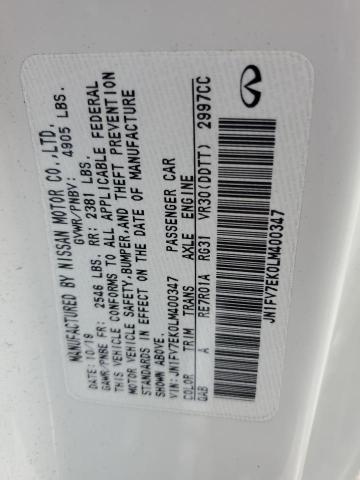 MANUFACTURED BY NISSAN MOTOR CO.,LTD.
GVWR/PNBV: 4905 LBS.
DATE: 10/19
GAWR/PNBE FR: 2546 LBS. RR: 2381 LBS.
THIS VEHICLE CONFORMS TO ALL APPLICABLE FEDERAL
MOTOR VEHICLE SAFETY,BUMPER,AND THEFT PREVENTION
STANDARDS IN EFFECT ON THE DATE OF MANUFACTURE
SHOWN ABOVE.
VIN: JN1FV7EK0LM400347 PASSENGER CAR
COLOR TRIM TRANS AXLE ENGINE
QAB A RE7R01A RG31 VR30(DDTT) 2997CC
JN1FV7EK0LM400347